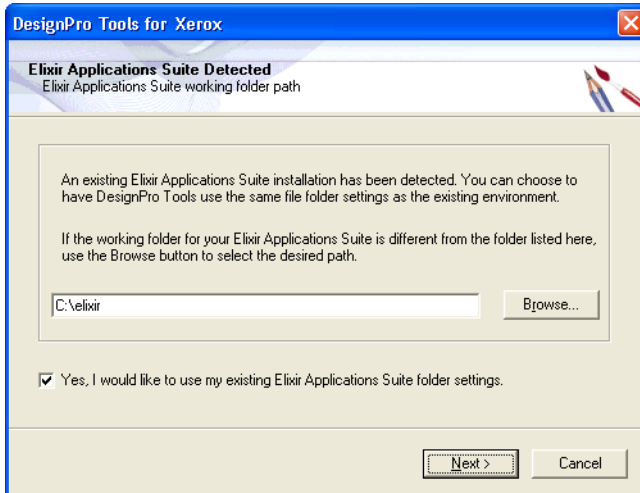 DesignPro Tools for Xerox
Elixir Applications Suite Detected
Elixir Applications Suite working folder path
An existing Elixir Applications Suite installation has been detected. You can choose to
have DesignPro Tools use the same file folder settings as the existing environment.
If the working folder for your Elixir Applications Suite is different from the folder listed here,
use the Browse button to select the desired path.
C:\elixir
Browse...
Yes, I would like to use my existing Elixir Applications Suite folder settings.
Next >
Cancel